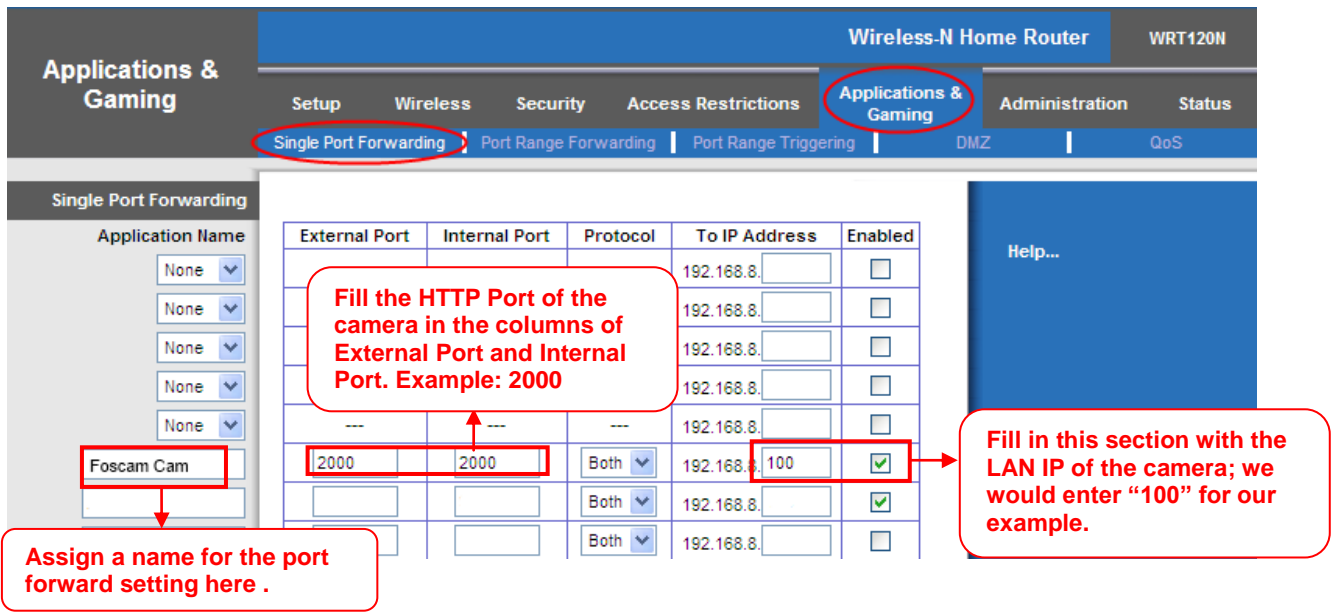 Wireless-N Home Router WRT120N
Applications &
Gaming
Setup Wireless Security Access Restrictions Applications & Gaming Administration Status
Single Port Forwarding Port Range Forwarding Port Range Triggering DMZ QoS
Single Port Forwarding
Application Name External Port Internal Port Protocol To IP Address Enabled
Help...
None 192.168.8.
None 192.168.8.
None 192.168.8.
None 192.168.8.
None --- --- --- 192.168.8.
Foscam Cam 2000 2000 Both 192.168.8. 100
Both 192.168.8.
Both 192.168.8.
Fill the HTTP Port of the
camera in the columns of
External Port and Internal
Port. Example: 2000
Fill in this section with the
LAN IP of the camera; we
would enter “100” for our
example.
Assign a name for the port
forward setting here .